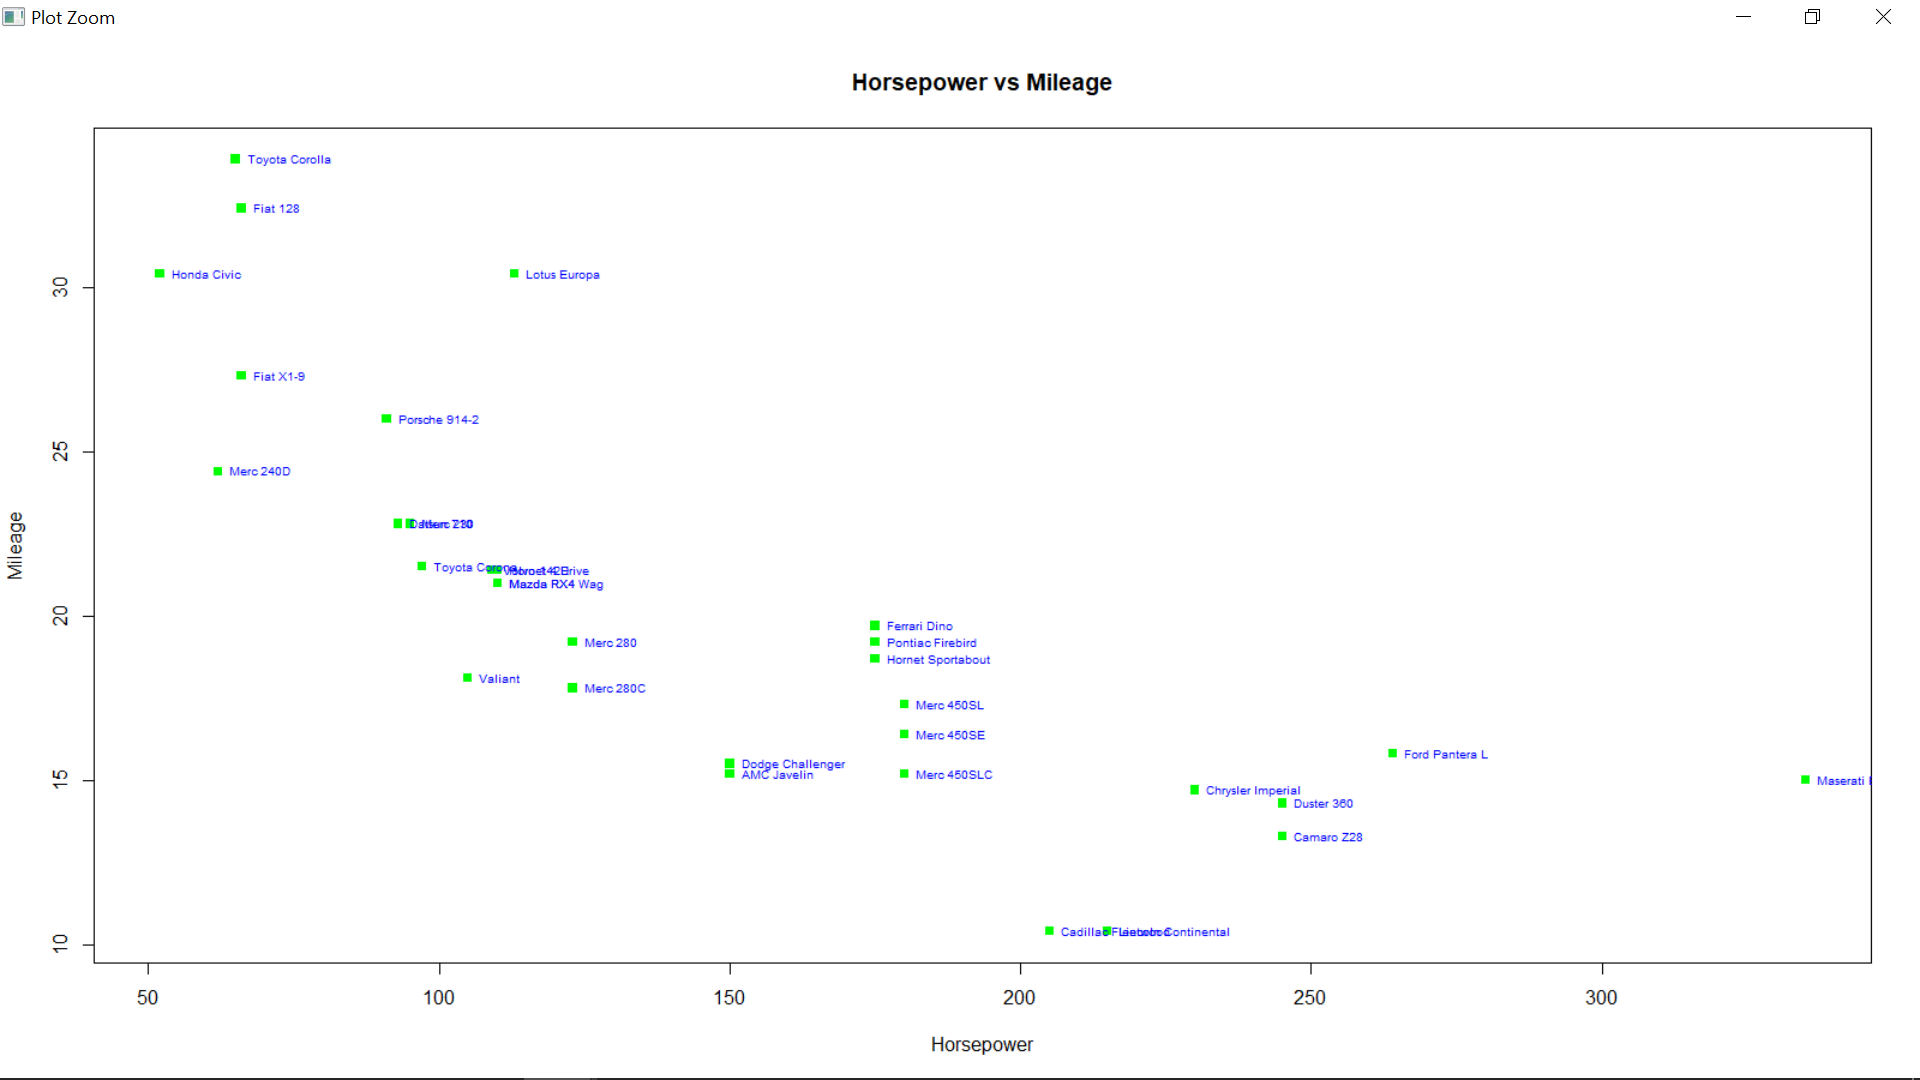 Plot Zoom
Horsepower vs Mileage
Toyota Corolla
Fiat 128
Honda Civic
Lotus Europa
30
Fiat X1-9
Porsche 914-2
25
Merc 240D
Mileage
Toyota Corona
Mazda RX4 Wag
20
Ferrari Dino
Merc 280
Pontiac Firebird
Hornet Sportabout
Valiant
Merc 280C
Merc 450SL
Merc 450SE
Ford Pantera L
Dodge Challenger
AMC Javelin
Merc 450SLC
15
Maserati
Chrysler Imperial
Duster 360
Camaro Z28
Cadillac Fleetwood
Lincoln Continental
10
50 100 150 200 250 300
Horsepower